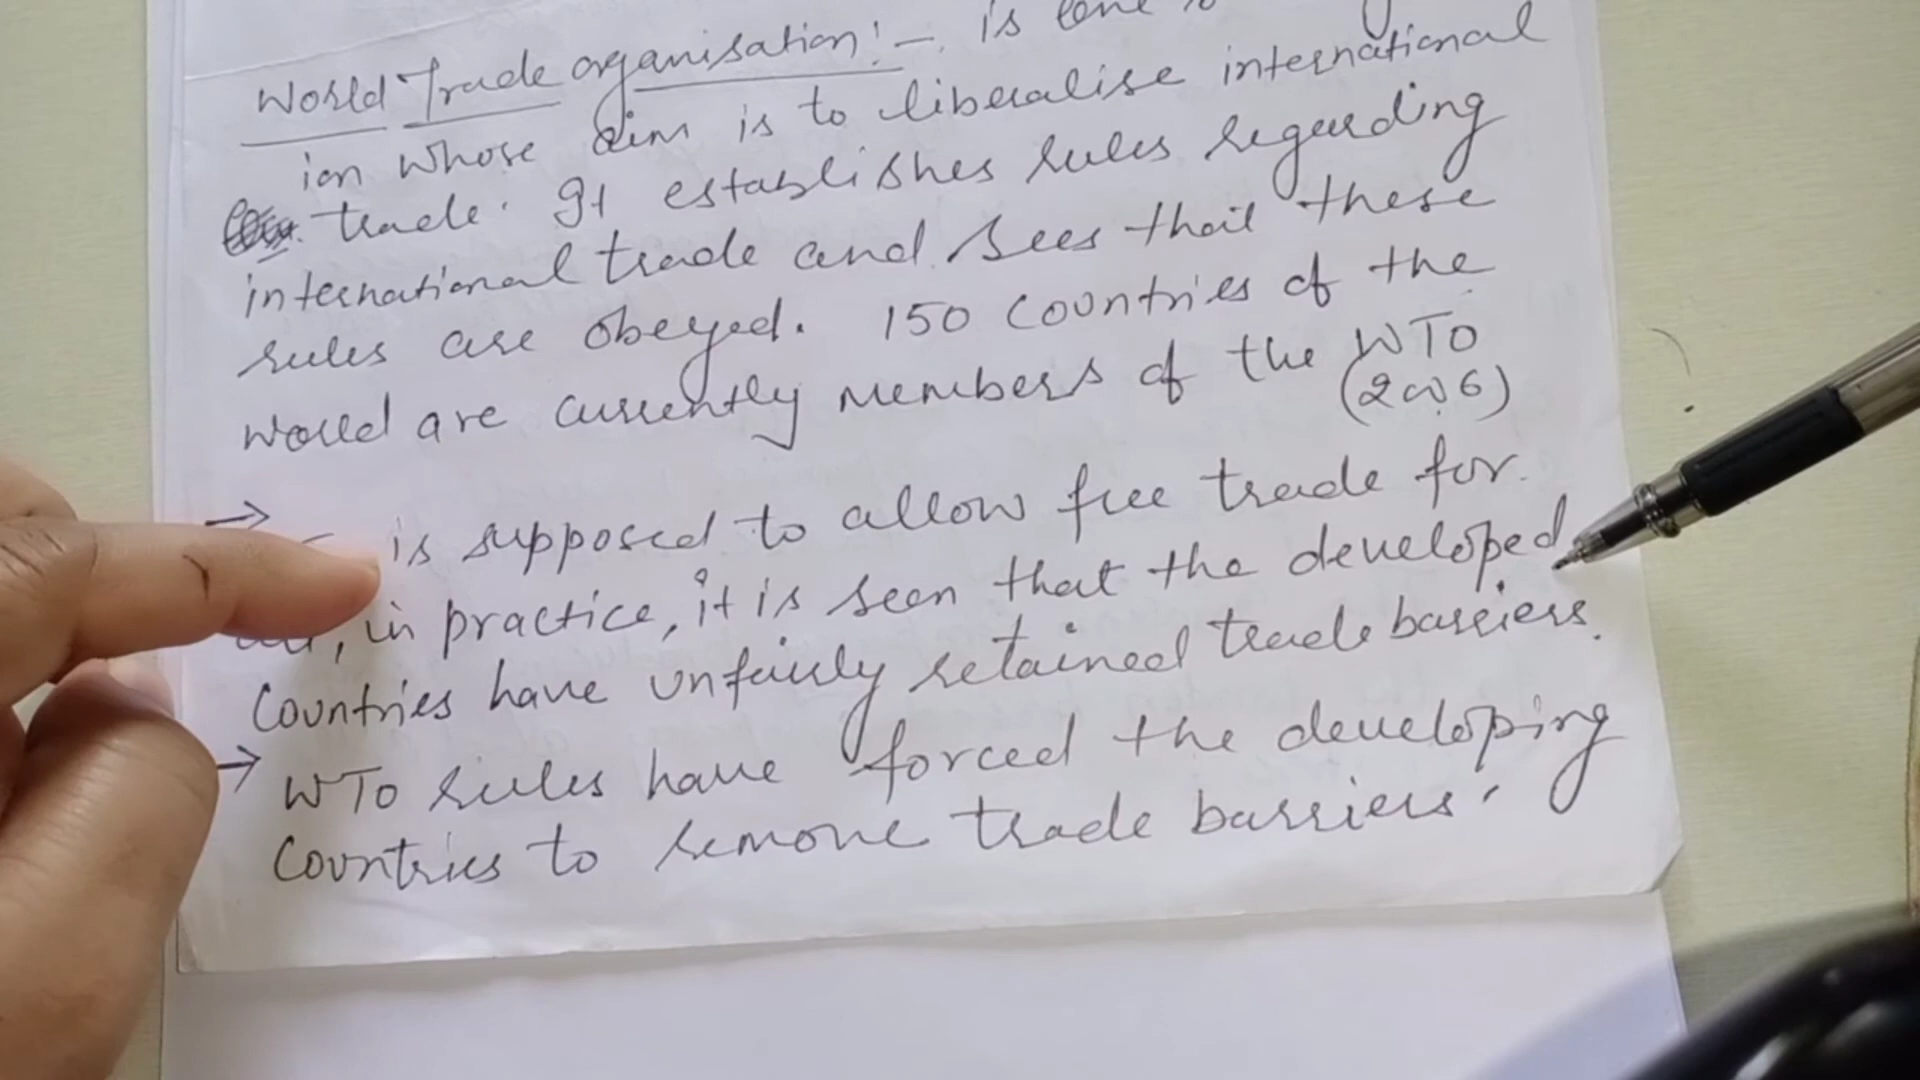 World Trade organisation:- is
ion whose aim is to liberalise international
trade. It establishes rules regarding
international trade and sees that these
rules are obeyed. 150 countries of the
world are currently members of the WTO
(2006)
→ is supposed to allow free trade for
in practice, it is seen that the developed
countries have unfairly retained trade barriers.
→ WTO rules have forced the developing
countries to remove trade barriers.